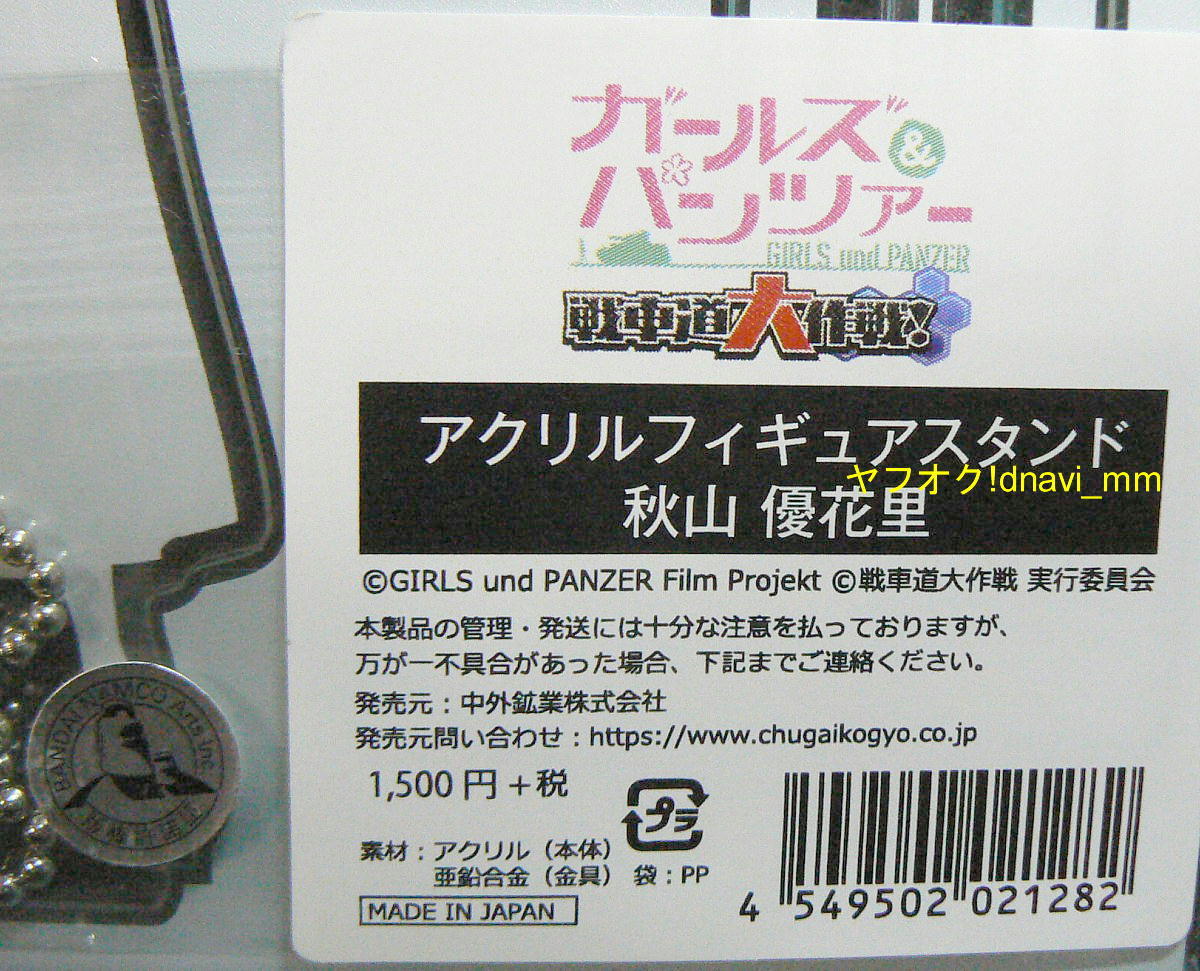 ガールズ&
パンツァー
GIRLS und PANZER
戦車道大作戦!
アクリルフィギュアスタンド
ヤフオク!dnavi_mm
秋山 優花里
©GIRLS und PANZER Film Projekt ©戦車道大作戦 実行委員会
本製品の管理・発送には十分な注意を払っておりますが、
万が一不具合があった場合、下記までご連絡ください。
発売元：中外鉱業株式会社
発売元問い合わせ：https://www.chugaikogyo.co.jp
1,500 円＋税
プラ
素材：アクリル（本体）
亜鉛合金（金具） 袋：PP
MADE IN JAPAN
4 549502 021282
BANDAI NAMCO Arts Inc.